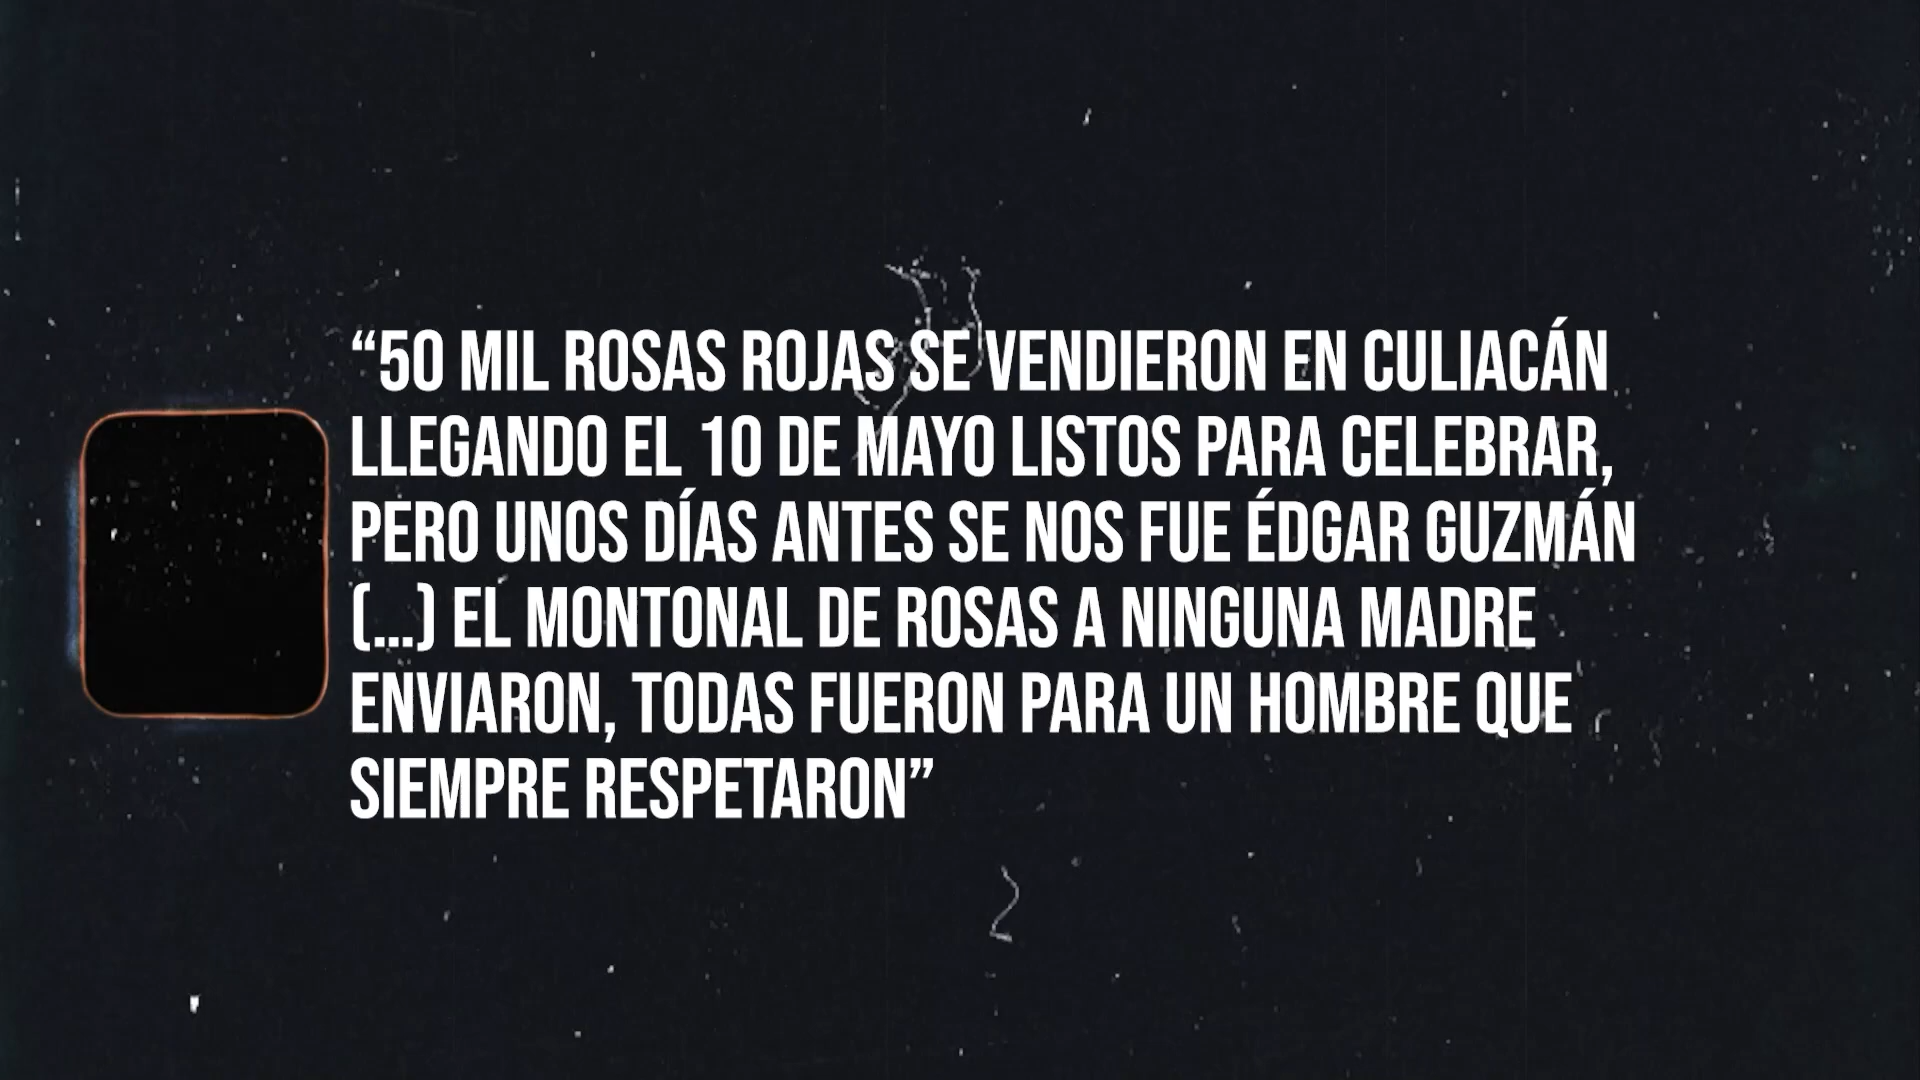 “50 MIL ROSAS ROJAS SE VENDIERON EN CULIACÁN
LLEGANDO EL 10 DE MAYO LISTOS PARA CELEBRAR,
PERO UNOS DÍAS ANTES SE NOS FUE ÉDGAR GUZMÁN
(...) EL MONTONAL DE ROSAS A NINGUNA MADRE
ENVIARON, TODAS FUERON PARA UN HOMBRE QUE
SIEMPRE RESPETARON”